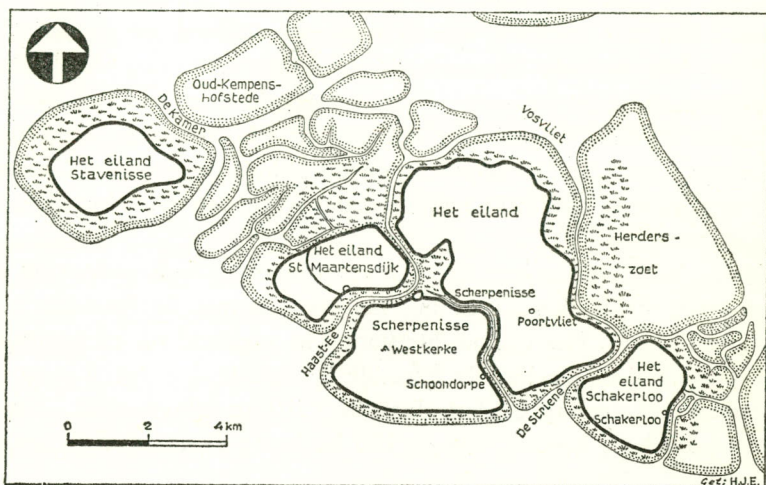 Oud-Kempens-
hofstede
De Kamer
Vosvliet
Het eiland
Stavenisse
Het eiland
Herders-
zoet
Het eiland
St Maartensdijk
scherpenisse
Poortvliet
Scherpenisse
Westkerke
Schoondorpe
Haast-Ee
De Striene
Het
eiland
Schakerloo
Schakerloo
0 2 4 km
Get: H.J.E.